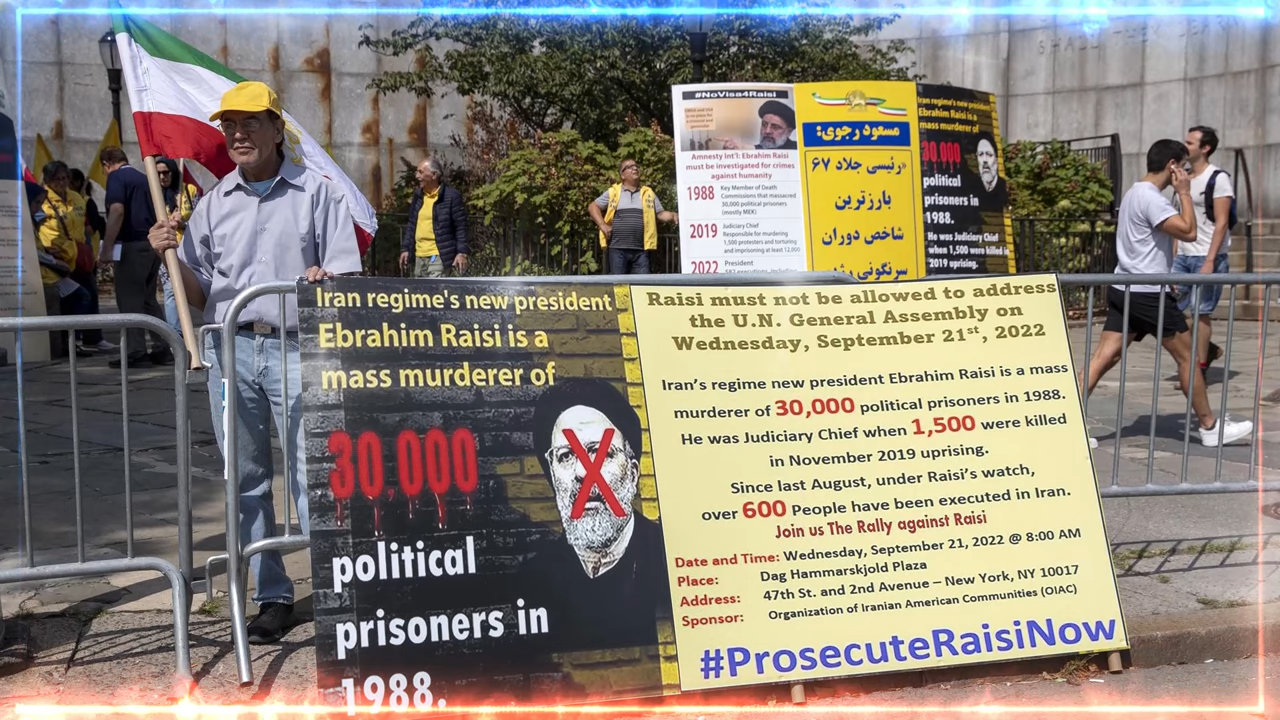 SHALL
#NoVisa4Raisi
Amnesty Int'l: Ebrahim Raisi
must be investigated for crimes
against humanity
1988
Key Member of Death
Commissions that massacred
30,000 political prisoners
(mostly MEK)
2019
Judiciary Chief
Responsible for murdering
1,500 protesters and torturing
and imprisoning at least 12,000
2022
President
مسعود رجوی:
«رئیسی جلاد ۶۷
بارزترین
شاخص دوران
سرنگونی
Iran regime's new president
Ebrahim Raisi is a
mass murderer of
30,000
political
prisoners in
1988.
He was Judiciary Chief
when 1,500 were killed in
2019 uprising.
Iran regime's new president
Ebrahim Raisi is a
mass murderer of
30,000
political
prisoners in
1988.
Raisi must not be allowed to address
the U.N. General Assembly on
Wednesday, September 21st, 2022
Iran's regime new president Ebrahim Raisi is a mass
murderer of 30,000 political prisoners in 1988.
He was Judiciary Chief when 1,500 were killed
in November 2019 uprising.
Since last August, under Raisi's watch,
over 600 People have been executed in Iran.
Join us The Rally against Raisi
Date and Time: Wednesday, September 21, 2022 @ 8:00 AM
Place: Dag Hammarskjold Plaza
Address: 47th St. and 2nd Avenue – New York, NY 10017
Sponsor: Organization of Iranian American Communities (OIAC)
#ProsecuteRaisiNow